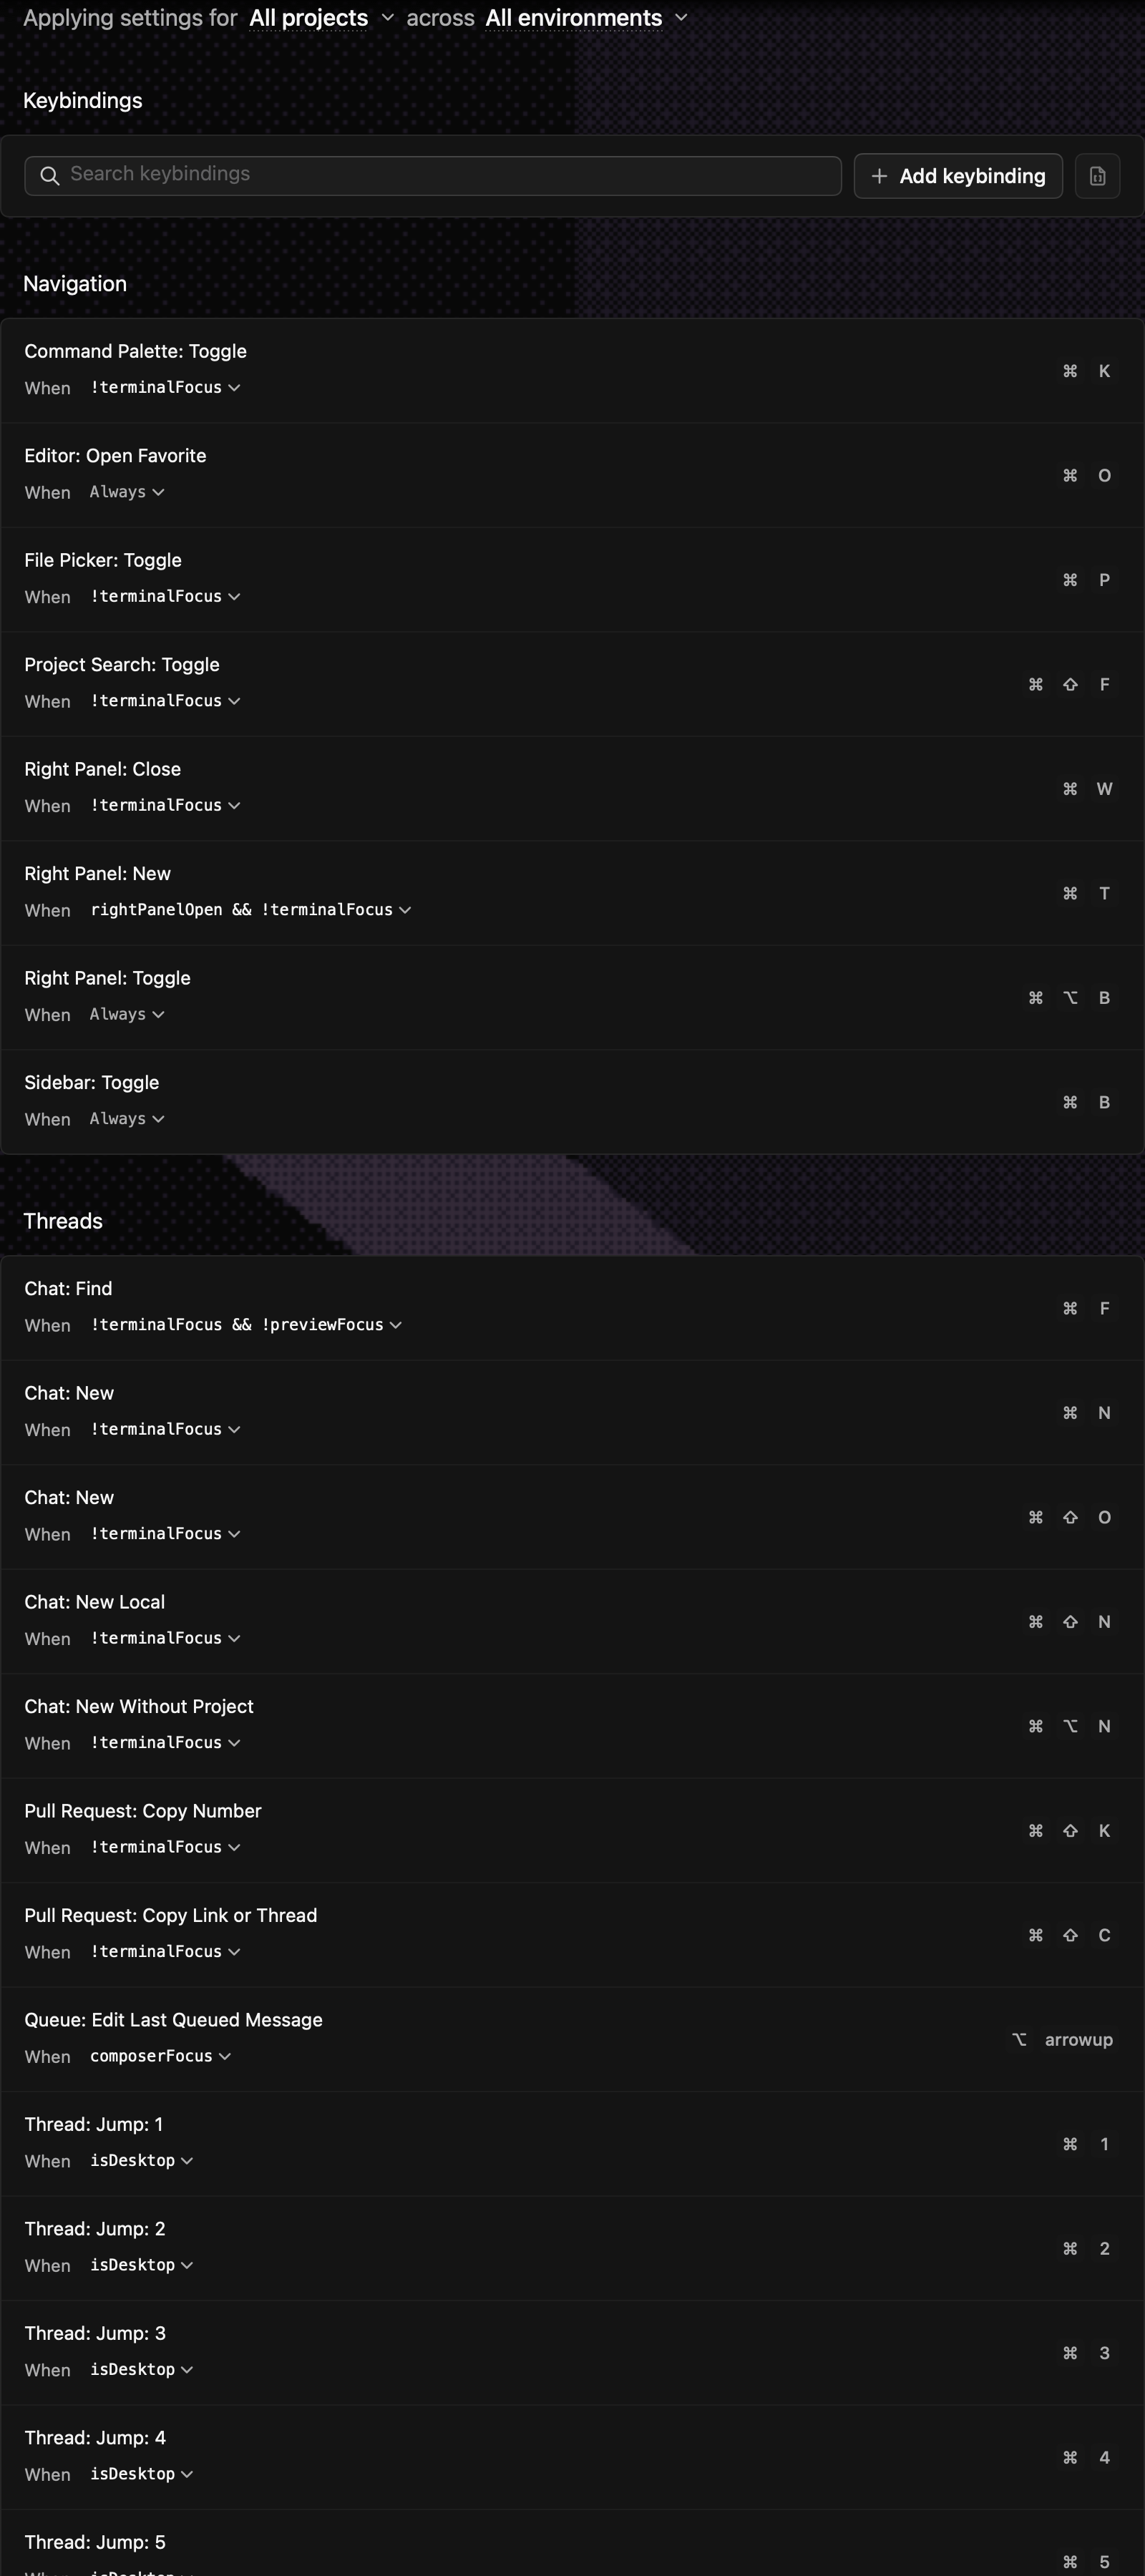 Applying settings for All projects across All environments
Keybindings
Search keybindings
+ Add keybinding
Navigation
Command Palette: Toggle
When !terminalFocus
⌘ K
Editor: Open Favorite
When Always
⌘ O
File Picker: Toggle
When !terminalFocus
⌘ P
Project Search: Toggle
When !terminalFocus
⌘ ⇧ F
Right Panel: Close
When !terminalFocus
⌘ W
Right Panel: New
When rightPanelOpen && !terminalFocus
⌘ T
Right Panel: Toggle
When Always
⌘ ⌥ B
Sidebar: Toggle
When Always
⌘ B
Threads
Chat: Find
When !terminalFocus && !previewFocus
⌘ F
Chat: New
When !terminalFocus
⌘ N
Chat: New
When !terminalFocus
⌘ ⇧ O
Chat: New Local
When !terminalFocus
⌘ ⇧ N
Chat: New Without Project
When !terminalFocus
⌘ ⌥ N
Pull Request: Copy Number
When !terminalFocus
⌘ ⇧ K
Pull Request: Copy Link or Thread
When !terminalFocus
⌘ ⇧ C
Queue: Edit Last Queued Message
When composerFocus
⌥ arrowup
Thread: Jump: 1
When isDesktop
⌘ 1
Thread: Jump: 2
When isDesktop
⌘ 2
Thread: Jump: 3
When isDesktop
⌘ 3
Thread: Jump: 4
When isDesktop
⌘ 4
Thread: Jump: 5
⌘ 5